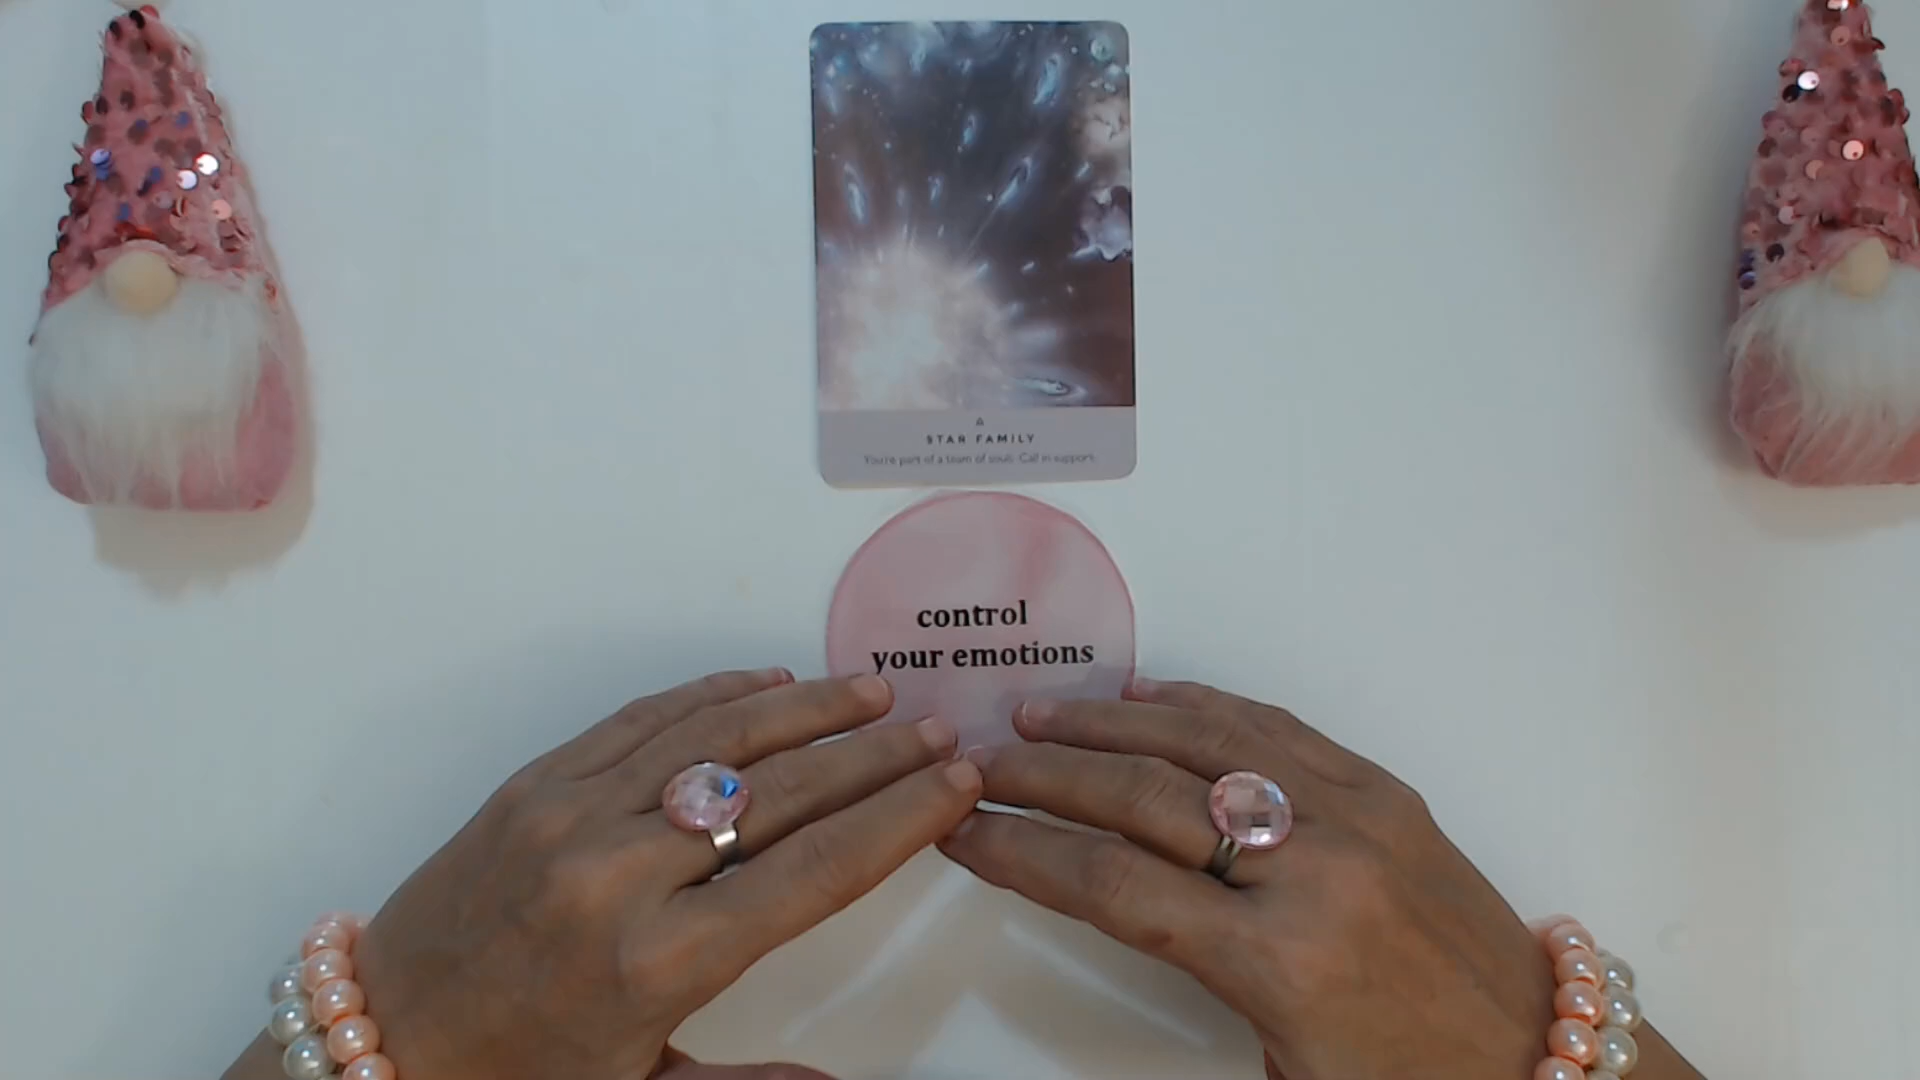 STAR FAMILY
You're part of a team of souls. Call in support.
control
your emotions